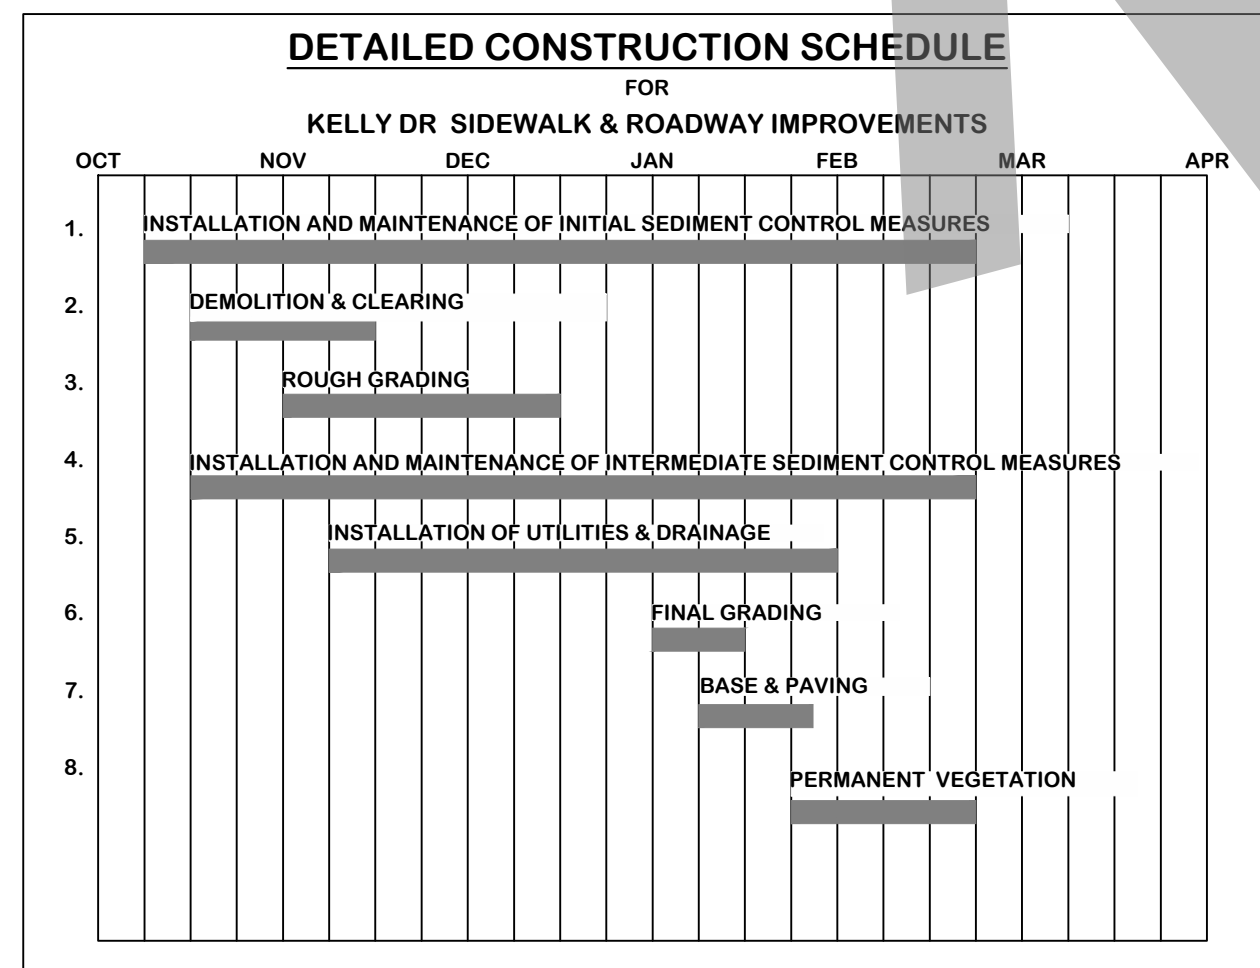 DETAILED CONSTRUCTION SCHEDULE
FOR
KELLY DR SIDEWALK & ROADWAY IMPROVEMENTS
OCT NOV DEC JAN FEB MAR APR
1. INSTALLATION AND MAINTENANCE OF INITIAL SEDIMENT CONTROL MEASURES
2. DEMOLITION & CLEARING
3. ROUGH GRADING
4. INSTALLATION AND MAINTENANCE OF INTERMEDIATE SEDIMENT CONTROL MEASURES
5. INSTALLATION OF UTILITIES & DRAINAGE
6. FINAL GRADING
7. BASE & PAVING
8. PERMANENT VEGETATION